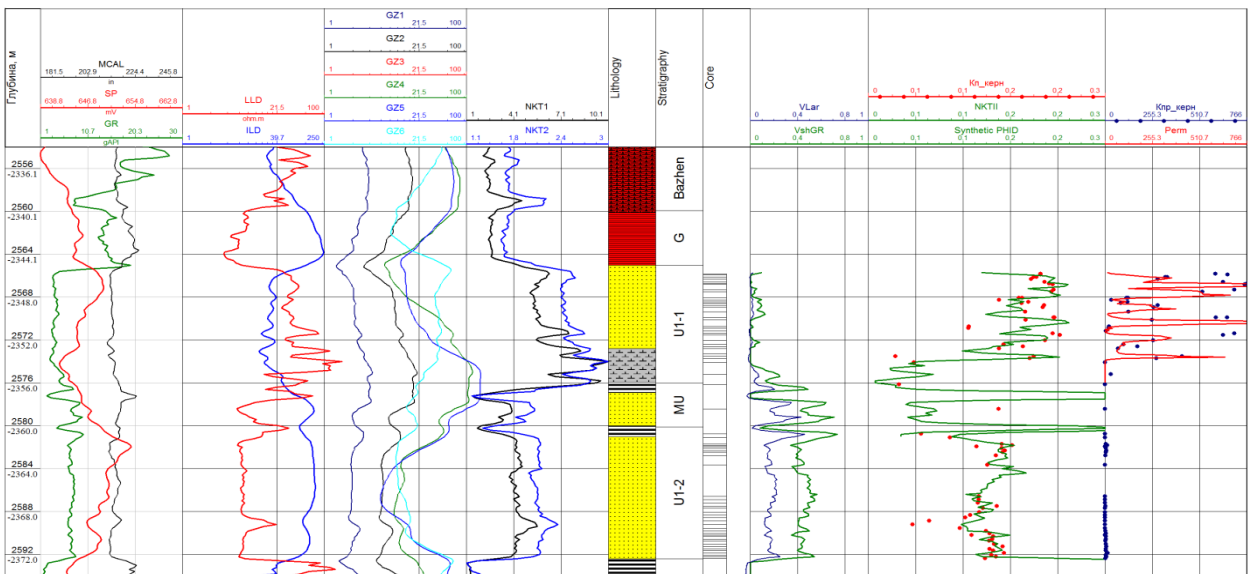 Глубина, м
MCAL
181.5 202.9 224.4 245.8
in
SP
638.8 646.8 654.8 662.8
mV
GR
1 10.7 20.3 30
gAPI
LLD
1 21.5 100
ohm.m
ILD
1 39.7 250
GZ1
1 21.5 100
GZ2
1 21.5 100
GZ3
1 21.5 100
GZ4
1 21.5 100
GZ5
1 21.5 100
GZ6
1 21.5 100
NKT1
1 4.1 7.1 10.1
NKT2
1.1 1.8 2.4 3
Lithology
Stratigraphy
Core
VLar
0 0,4 0,8 1
VshGR
0 0.4 0.8 1
Кп_керн
0 0,1 0,1 0,2 0,2 0.3
NKTII
0 0,1 0,1 0,2 0,2 0.3
Synthetic PHID
0 0,1 0,1 0,2 0,2 0.3
Кпр_керн
0 255.3 510.7 766
Perm
0 255.3 510.7 766
2556
-2336.1
2560
-2340.1
2564
-2344.1
2568
-2348.0
2572
-2352.0
2576
-2356.0
2580
-2360.0
2584
-2364.0
2588
-2368.0
2592
-2372.0
Bazhen
G
U1-1
MU
U1-2